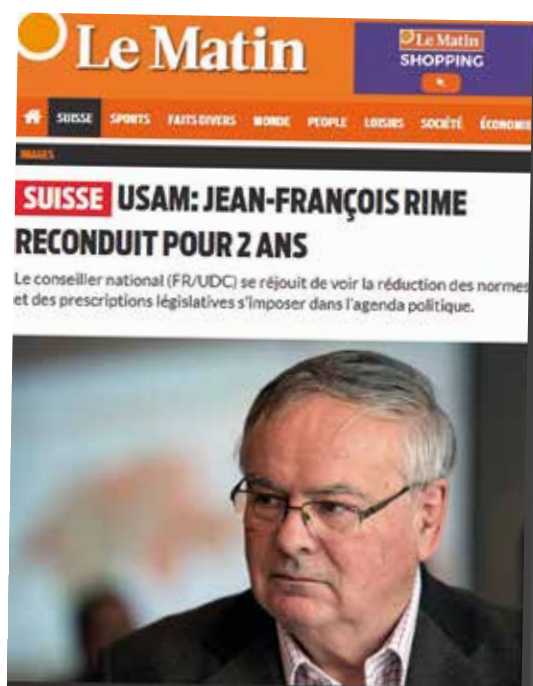 Le Matin
Le Matin
SHOPPING
SUISSE SPORTS FAITS DIVERS MONDE PEOPLE LOISIRS SOCIÉTÉ ÉCONOMIE
IMAGES
SUISSE USAM: JEAN-FRANÇOIS RIME
RECONDUIT POUR 2 ANS
Le conseiller national (FR/UDC) se réjouit de voir la réduction des normes
et des prescriptions législatives s'imposer dans l'agenda politique.